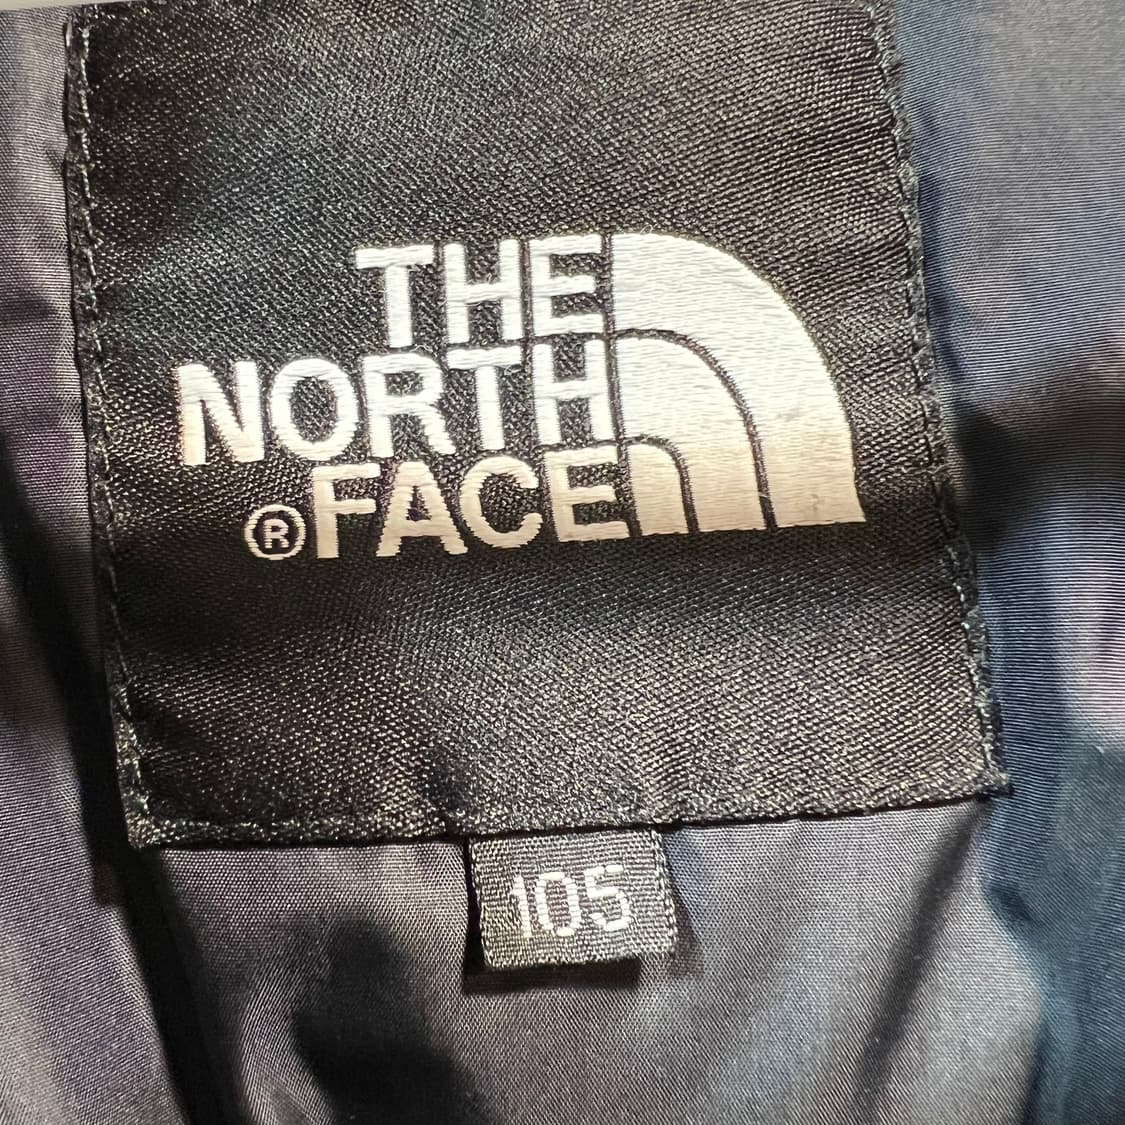 THE
NORTH
® FACE
105